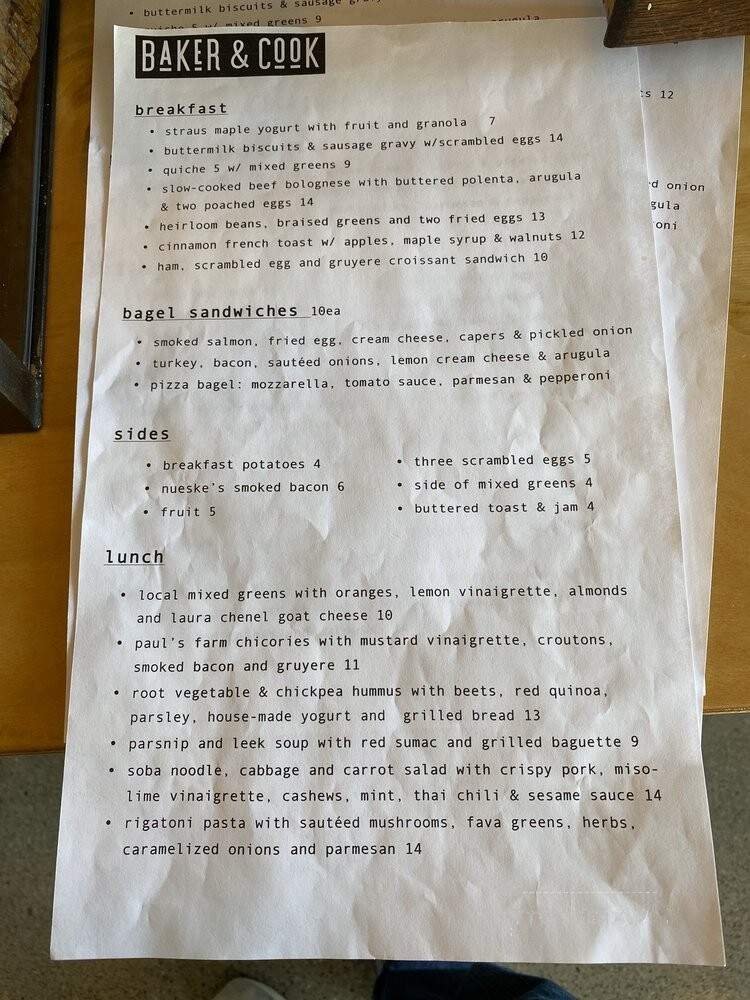 buttermilk biscuits & sausage
5 w/ mixed greens 9
arugula
12
onion
BAKER & COOK
breakfast
• straus maple yogurt with fruit and granola 7
• buttermilk biscuits & sausage gravy w/scrambled eggs 14
• quiche 5 w/ mixed greens 9
• slow-cooked beef bolognese with buttered polenta, arugula
& two poached eggs 14
• heirloom beans, braised greens and two fried eggs 13
• cinnamon french toast w/ apples, maple syrup & walnuts 12
• ham, scrambled egg and gruyere croissant sandwich 10
bagel sandwiches 10ea
• smoked salmon, fried egg, cream cheese, capers & pickled onion
• turkey, bacon, sautéed onions, lemon cream cheese & arugula
• pizza bagel: mozzarella, tomato sauce, parmesan & pepperoni
sides
• breakfast potatoes 4
• nueske's smoked bacon 6
• fruit 5
• three scrambled eggs 5
• side of mixed greens 4
• buttered toast & jam 4
lunch
• local mixed greens with oranges, lemon vinaigrette, almonds
and laura chenel goat cheese 10
• paul's farm chicories with mustard vinaigrette, croutons,
smoked bacon and gruyere 11
• root vegetable & chickpea hummus with beets, red quinoa,
parsley, house-made yogurt and grilled bread 13
• parsnip and leek soup with red sumac and grilled baguette 9
• soba noodle, cabbage and carrot salad with crispy pork, miso-
lime vinaigrette, cashews, mint, thai chili & sesame sauce 14
• rigatoni pasta with sautéed mushrooms, fava greens, herbs,
caramelized onions and parmesan 14